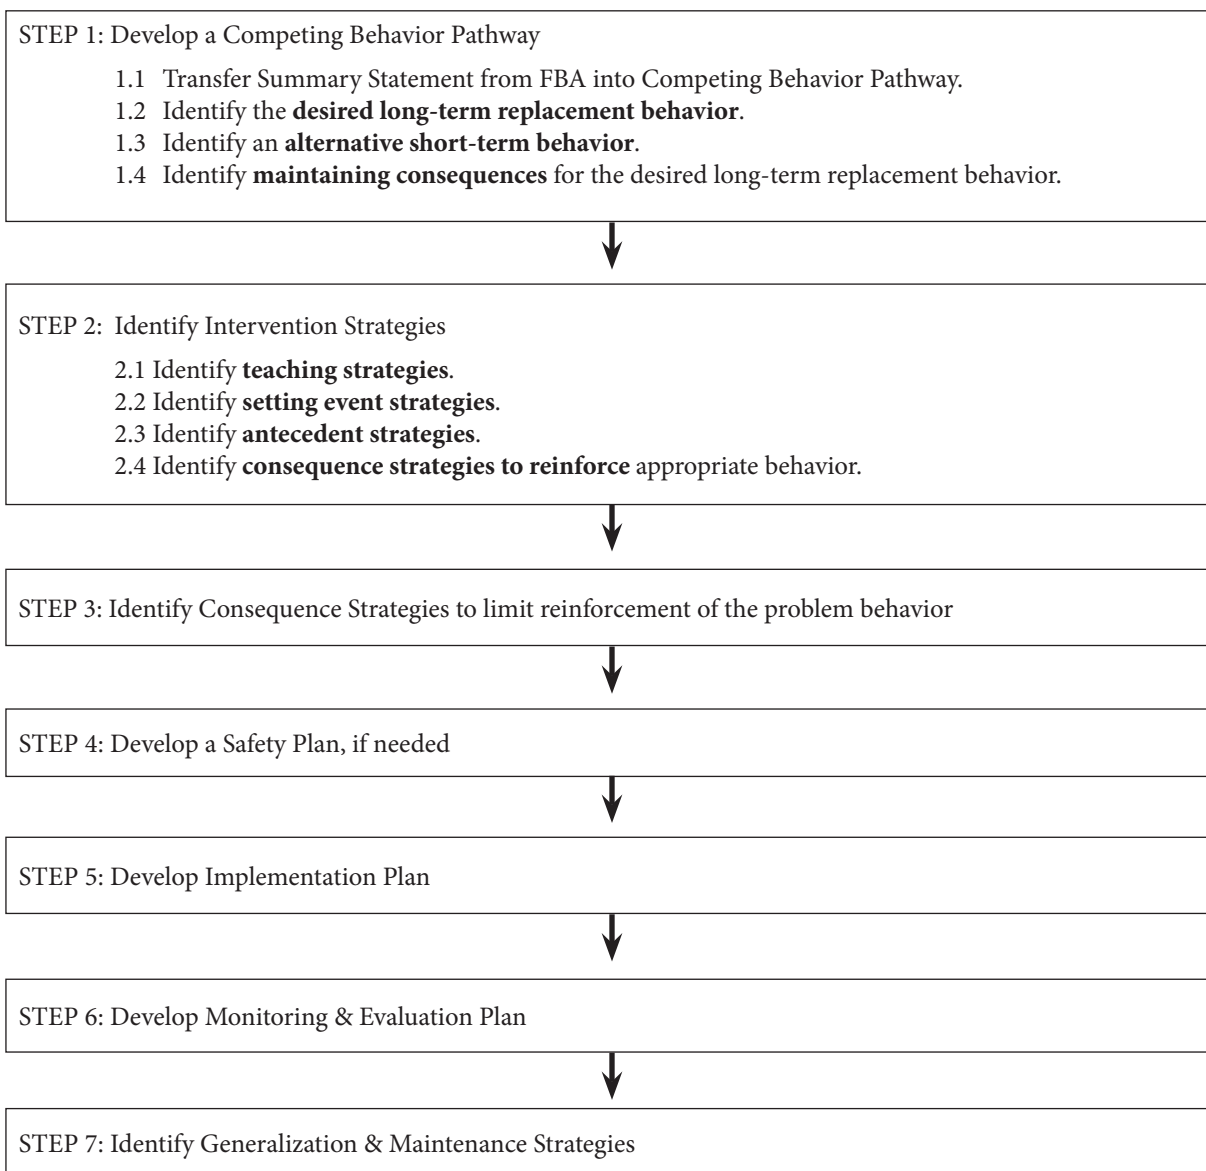 STEP 1: Develop a Competing Behavior Pathway
1.1 Transfer Summary Statement from FBA into Competing Behavior Pathway.
1.2 Identify the desired long-term replacement behavior.
1.3 Identify an alternative short-term behavior.
1.4 Identify maintaining consequences for the desired long-term replacement behavior.
STEP 2: Identify Intervention Strategies
2.1 Identify teaching strategies.
2.2 Identify setting event strategies.
2.3 Identify antecedent strategies.
2.4 Identify consequence strategies to reinforce appropriate behavior.
STEP 3: Identify Consequence Strategies to limit reinforcement of the problem behavior
STEP 4: Develop a Safety Plan, if needed
STEP 5: Develop Implementation Plan
STEP 6: Develop Monitoring & Evaluation Plan
STEP 7: Identify Generalization & Maintenance Strategies